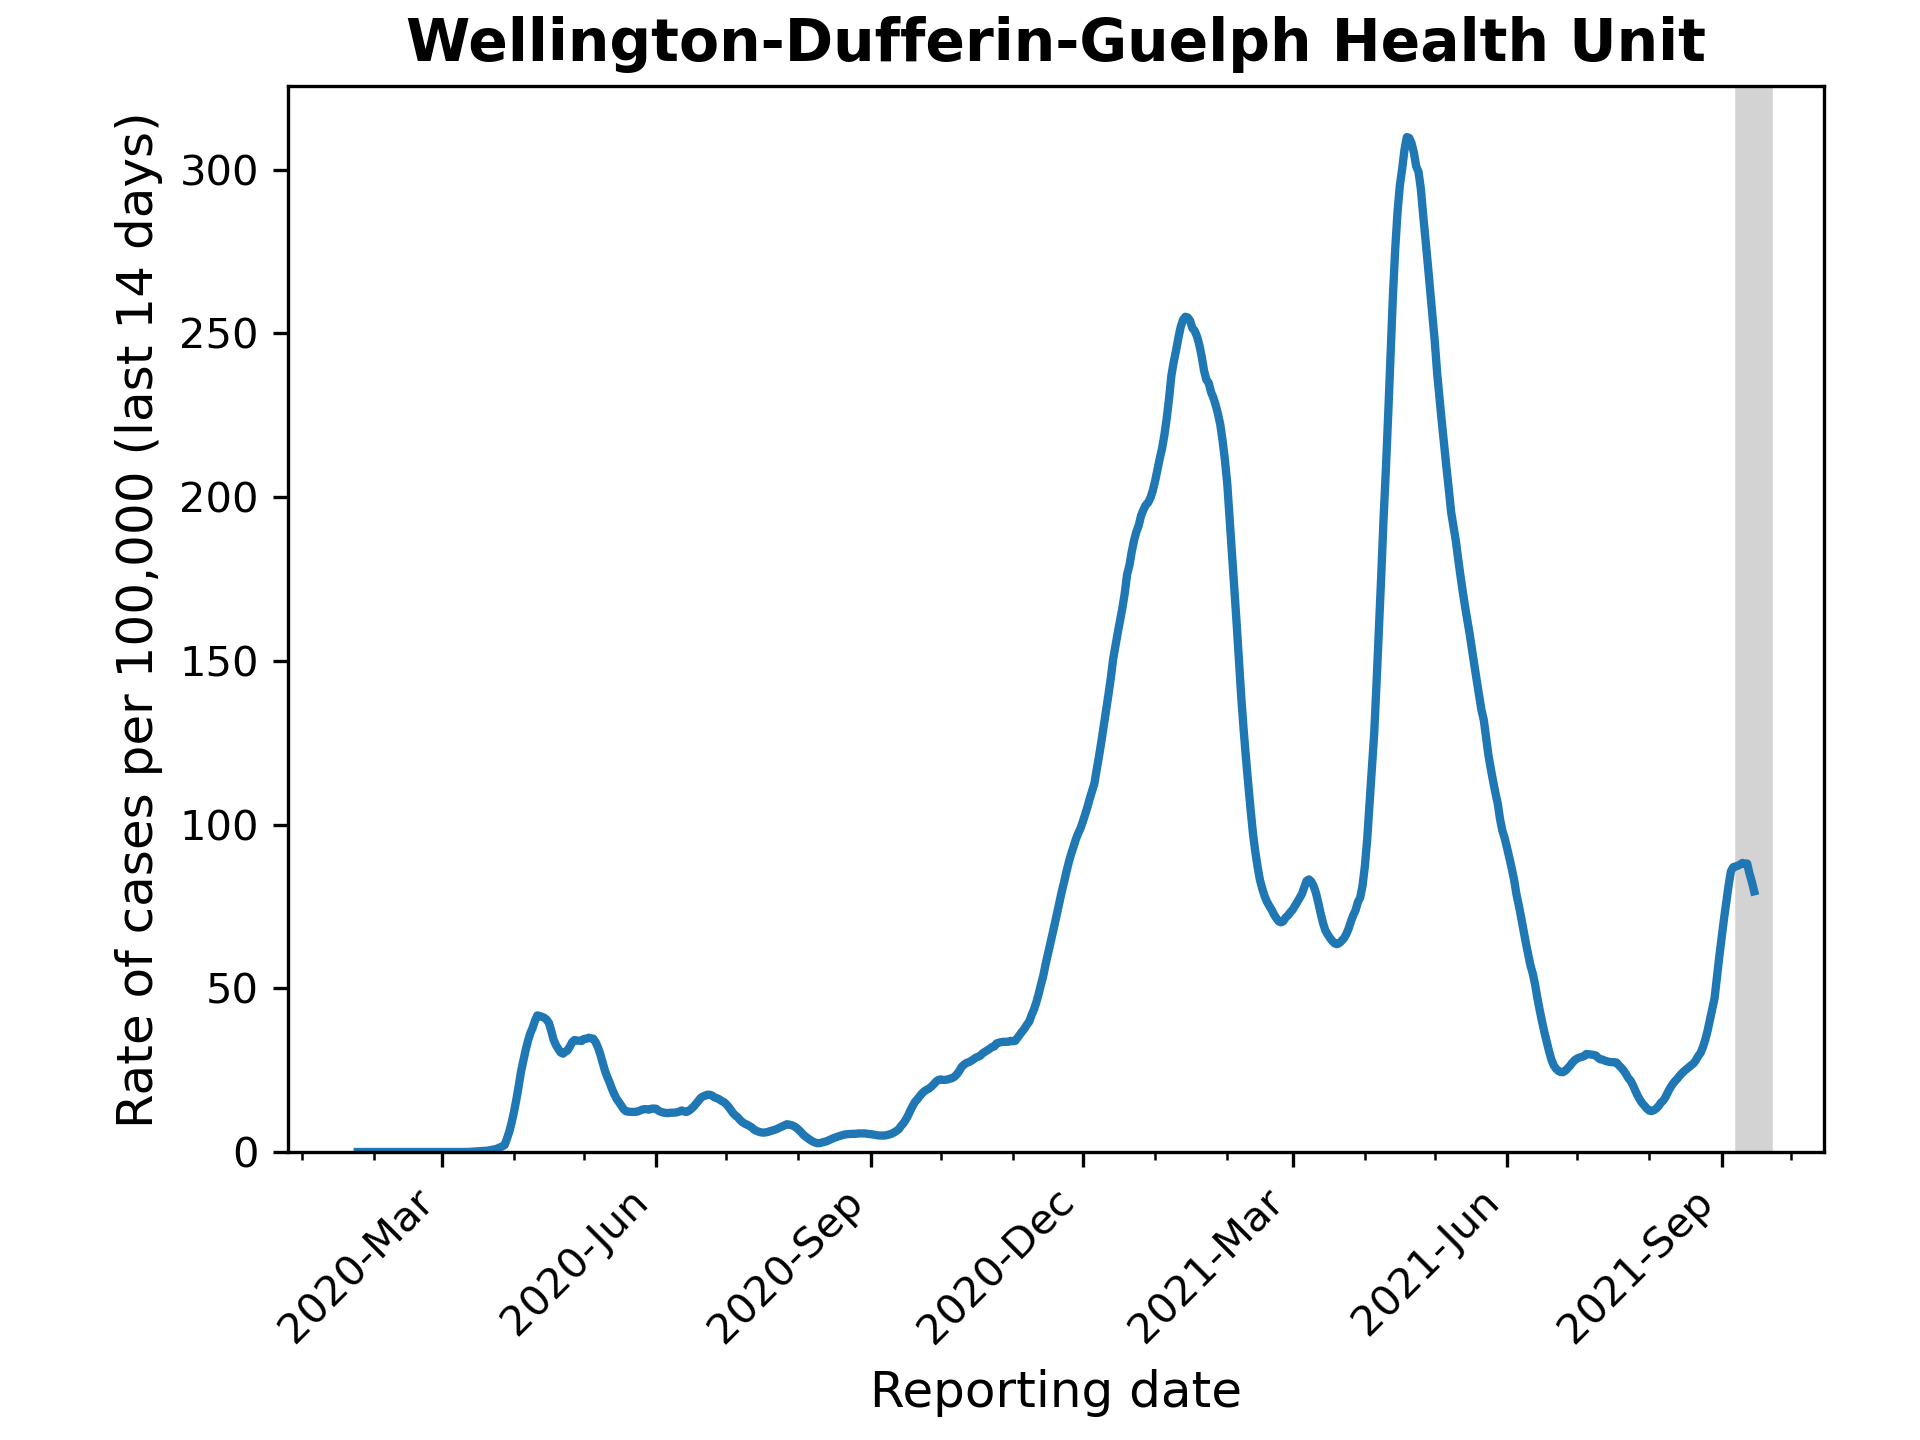 Wellington-Dufferin-Guelph Health Unit
Rate of cases per 100,000 (last 14 days)
300
250
200
150
100
50
0
2020-Mar
2020-Jun
2020-Sep
2020-Dec
2021-Mar
2021-Jun
2021-Sep
Reporting date